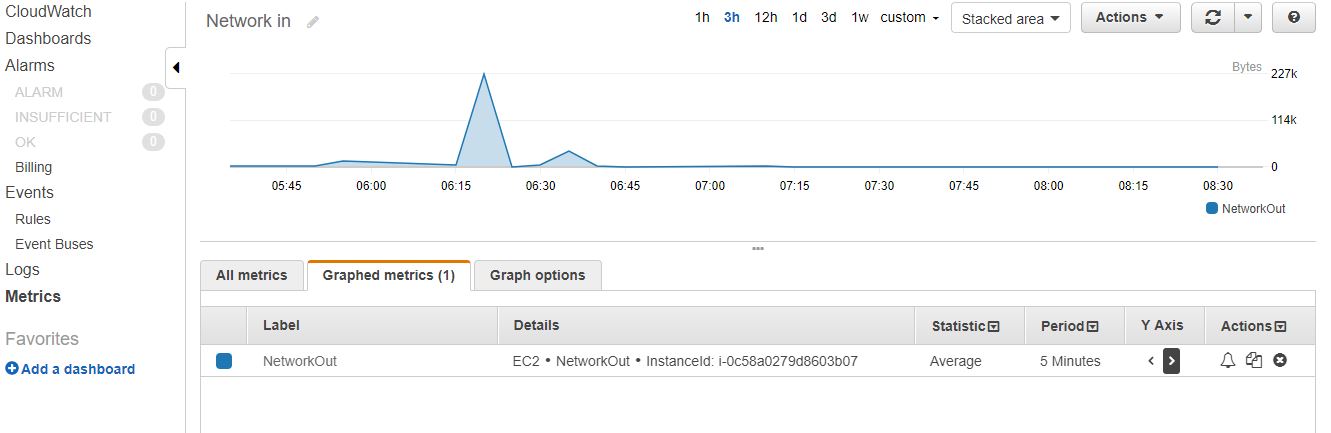 CloudWatch
Dashboards
Alarms
ALARM 0
INSUFFICIENT 0
OK 0
Billing
Events
Rules
Event Buses
Logs
Metrics
Favorites
Add a dashboard
Network in
1h 3h 12h 1d 3d 1w custom
Stacked area
Actions
Bytes
227k
114k
0
05:45 06:00 06:15 06:30 06:45 07:00 07:15 07:30 07:45 08:00 08:15 08:30
NetworkOut
All metrics Graphed metrics (1) Graph options
Label Details Statistic Period Y Axis Actions
NetworkOut EC2 • NetworkOut • InstanceId: i-0c58a0279d8603b07 Average 5 Minutes < >